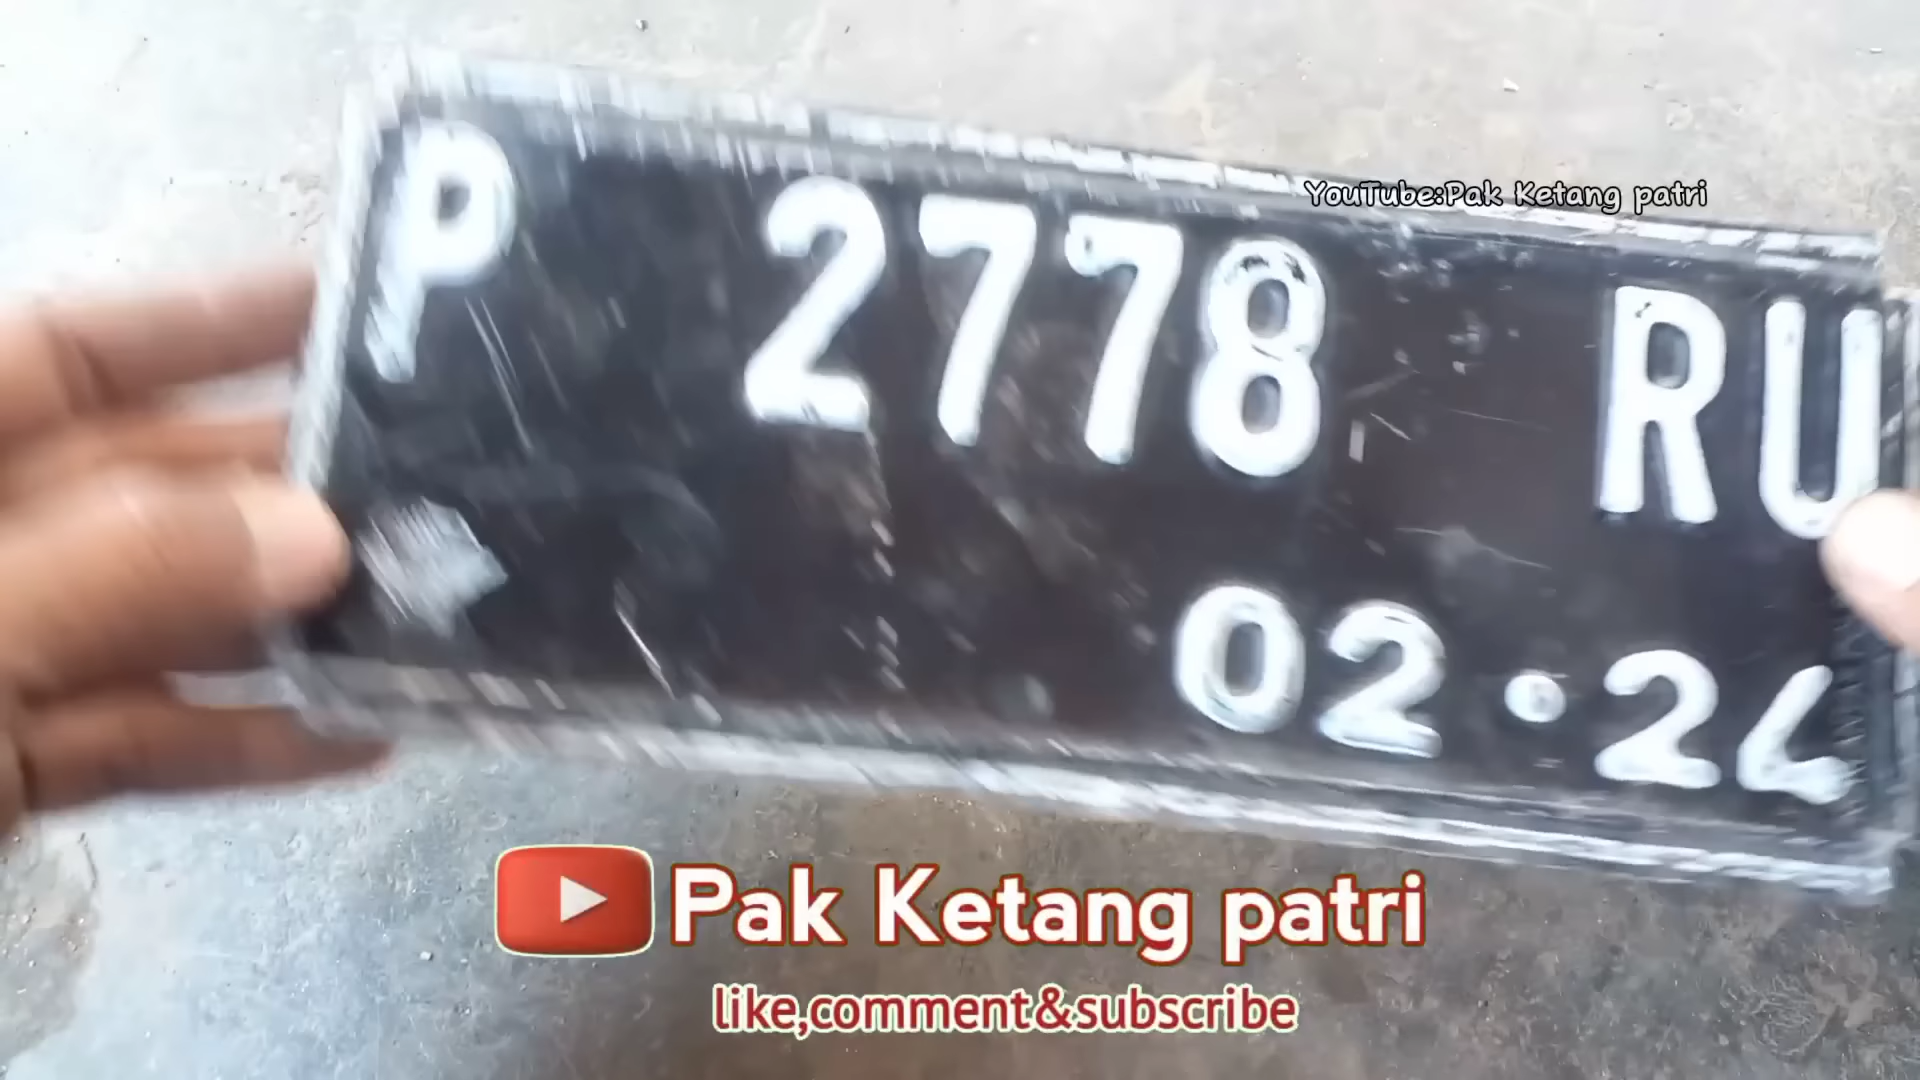 YouTube:Pak Ketang patri
P 2778 RU
02·24
Pak Ketang patri
like,comment&subscribe